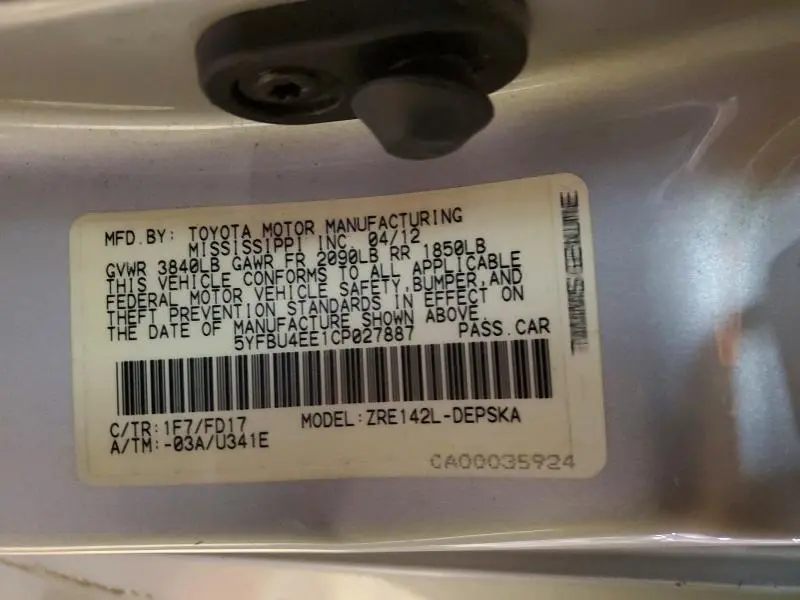 MFD.BY: TOYOTA MOTOR MANUFACTURING
MISSISSIPPI INC. 04/12
GVWR 3840LB GAWR FR 2090LB RR 1850LB
THIS VEHICLE CONFORMS TO ALL APPLICABLE
FEDERAL MOTOR VEHICLE SAFETY,BUMPER,AND
THEFT PREVENTION STANDARDS IN EFFECT ON
THE DATE OF MANUFACTURE SHOWN ABOVE.
5YFBU4EE1CP027887 PASS.CAR
C/TR:1F7/FD17 MODEL:ZRE142L-DEPSKA
A/TM:-03A/U341E
CA00035924
GENUINE